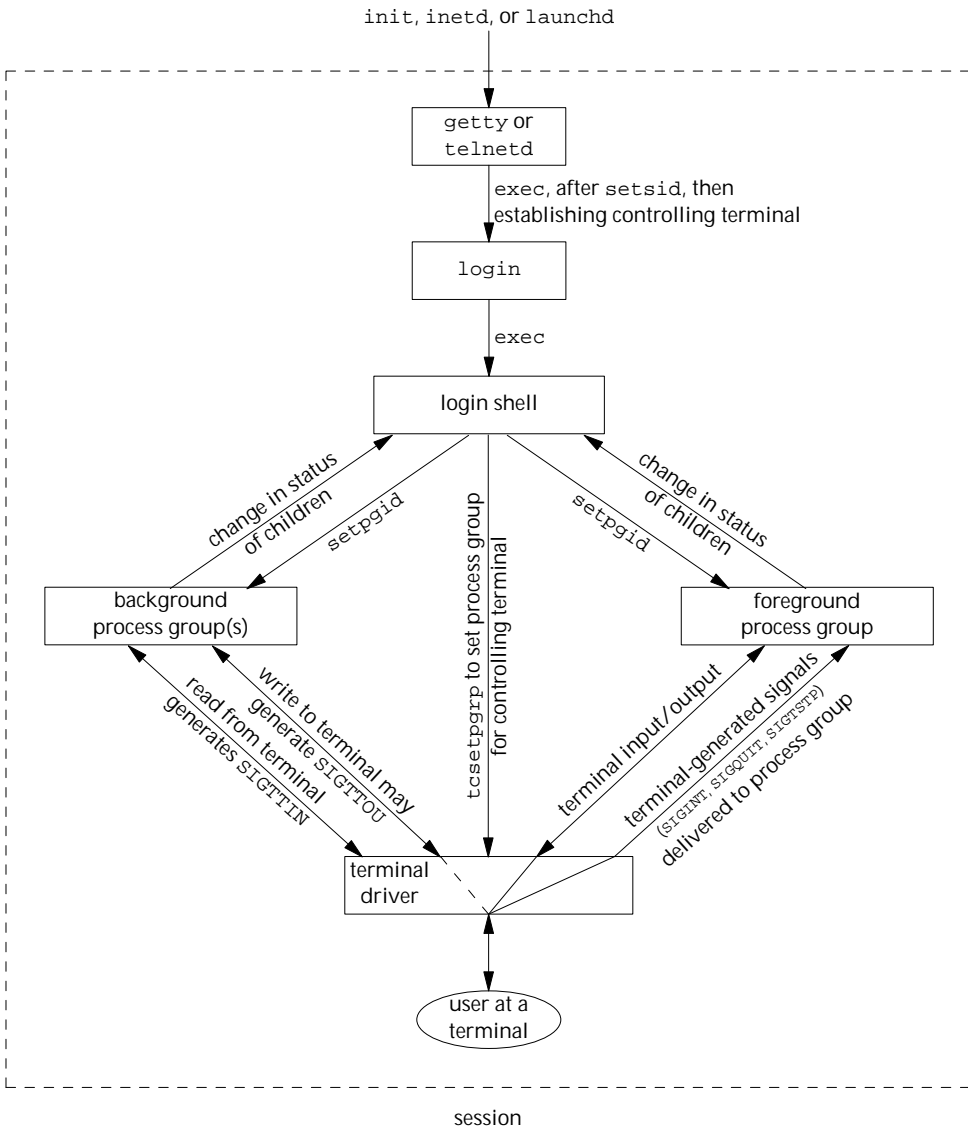 init, inetd, or launchd
getty or
telnetd
exec, after setsid, then
establishing controlling terminal
login
exec
login shell
change in status
of children
setpgid
tcsetpgrp to set process group
for controlling terminal
setpgid
change in status
of children
background
process group(s)
foreground
process group
read from terminal
generates SIGTTIN
write to terminal may
generate SIGTTOU
terminal input/output
terminal-generated signals
(SIGINT, SIGQUIT, SIGTSTP)
delivered to process group
terminal
driver
user at a
terminal
session